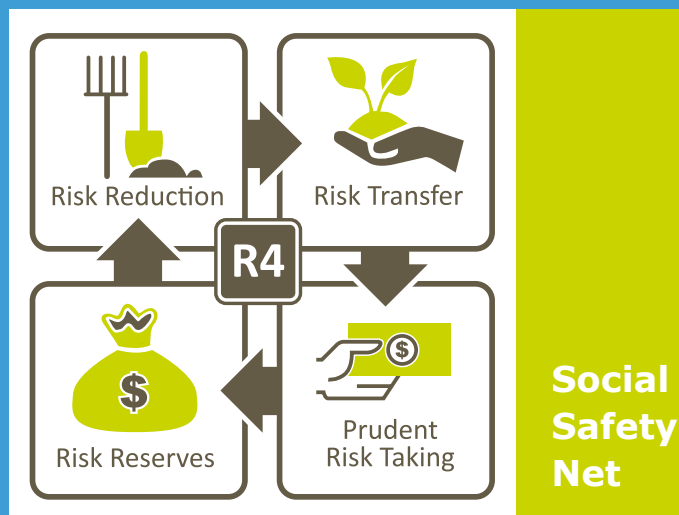 Risk Reduction
Risk Transfer
R4
$
Risk Reserves
$
Prudent
Risk Taking
Social
Safety
Net